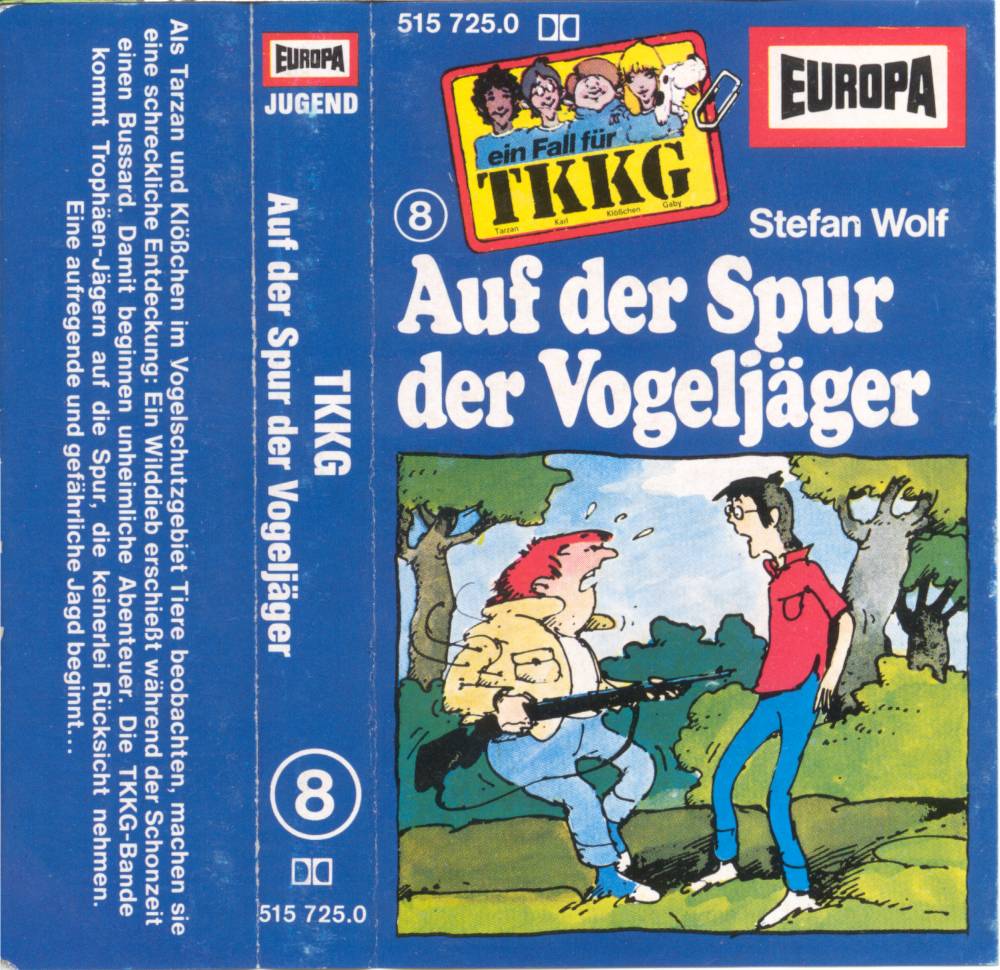 Als Tarzan und Klößchen im Vogelschutzgebiet Tiere beobachten, machen sie
eine schreckliche Entdeckung: Ein Wilddieb erschießt während der Schonzeit
einen Bussard. Damit beginnen unheimliche Abenteuer. Die TKKG-Bande
kommt Trophäen-Jägern auf die Spur, die keinerlei Rücksicht nehmen.
Eine aufregende und gefährliche Jagd beginnt...
EUROPA
JUGEND
TKKG
Auf der Spur der Vogeljäger
8
515 725.0
515 725.0
ein Fall für
TKKG
Tarzan Karl Klößchen Gaby
EUROPA
8
Stefan Wolf
Auf der Spur
der Vogeljäger